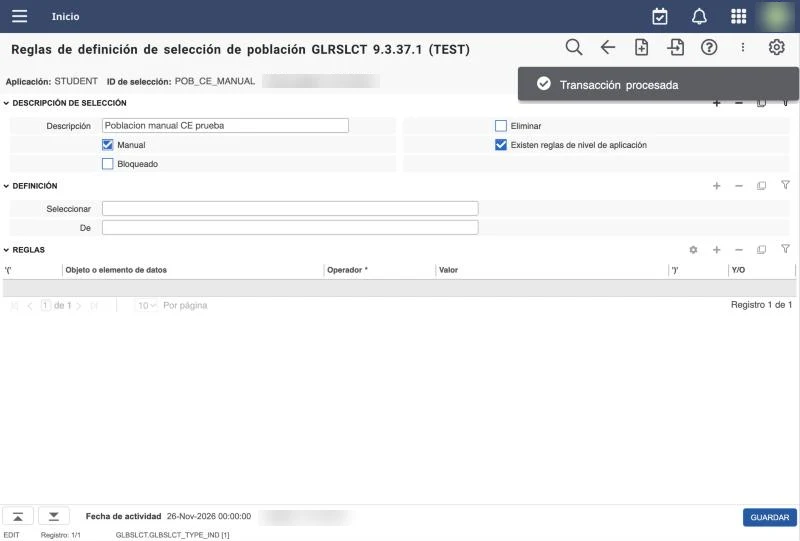 Inicio
Reglas de definición de selección de población GLRSLCT 9.3.37.1 (TEST)
Aplicación: STUDENT ID de selección: POB_CE_MANUAL
Transacción procesada
DESCRIPCIÓN DE SELECCIÓN
Descripción Poblacion manual CE prueba Eliminar
Manual Existen reglas de nivel de aplicación
Bloqueado
DEFINICIÓN
Seleccionar
De
REGLAS
'(' Objeto o elemento de datos Operador * Valor ')' Y/O
1 de 1 10 Por página Registro 1 de 1
Fecha de actividad 26-Nov-2026 00:00:00 GUARDAR
EDIT Registro: 1/1 GLBSLCT.GLBSLCT_TYPE_IND [1]